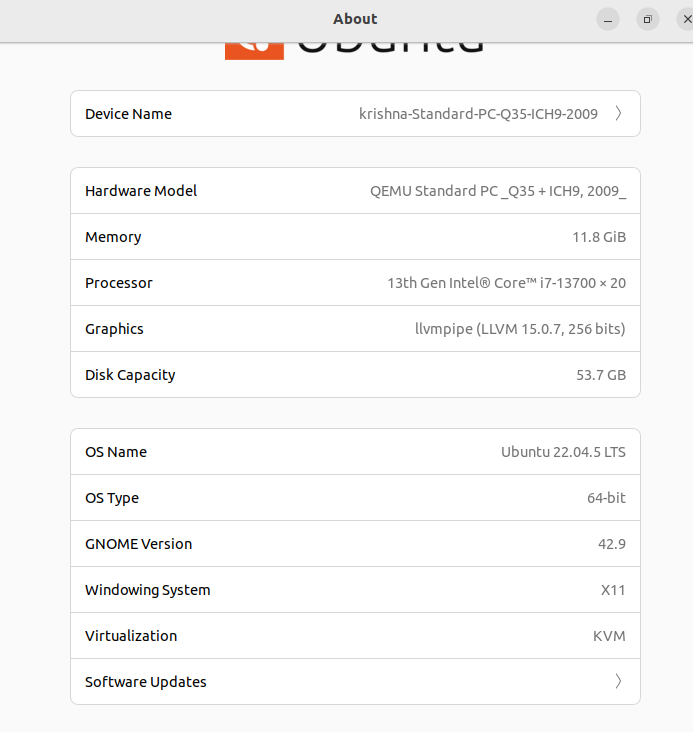 About
Device Name krishna-Standard-PC-Q35-ICH9-2009
Hardware Model QEMU Standard PC _Q35 + ICH9, 2009_
Memory 11.8 GiB
Processor 13th Gen Intel® Core™ i7-13700 × 20
Graphics llvmpipe (LLVM 15.0.7, 256 bits)
Disk Capacity 53.7 GB
OS Name Ubuntu 22.04.5 LTS
OS Type 64-bit
GNOME Version 42.9
Windowing System X11
Virtualization KVM
Software Updates